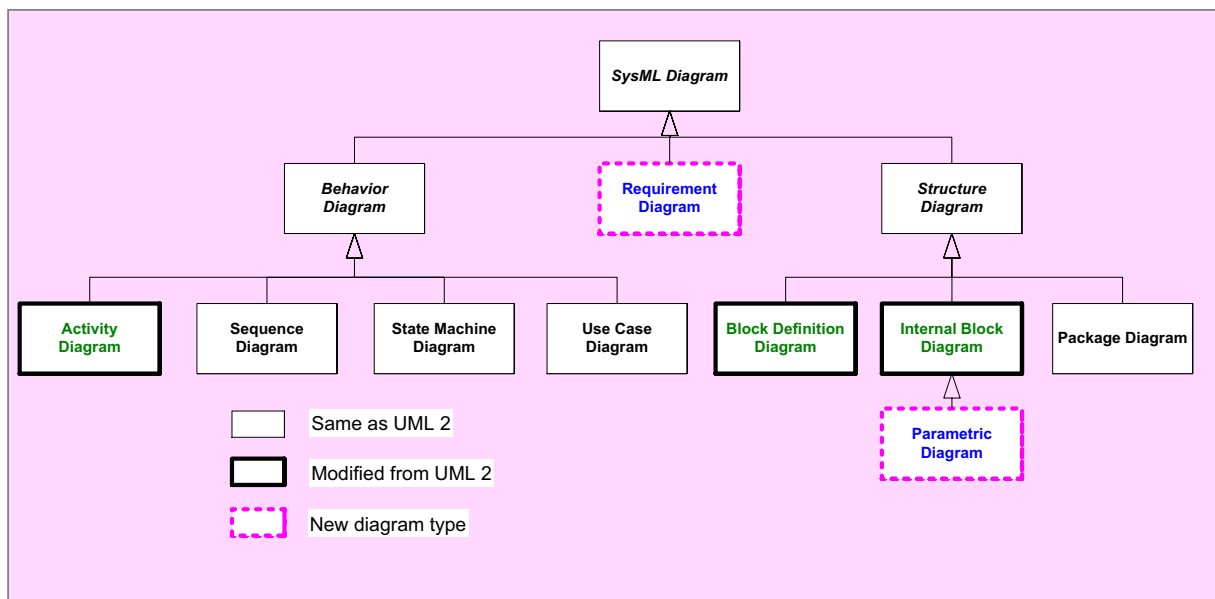 SysML Diagram
Behavior
Diagram
Requirement
Diagram
Structure
Diagram
Activity
Diagram
Sequence
Diagram
State Machine
Diagram
Use Case
Diagram
Block Definition
Diagram
Internal Block
Diagram
Package Diagram
Same as UML 2
Modified from UML 2
New diagram type
Parametric
Diagram